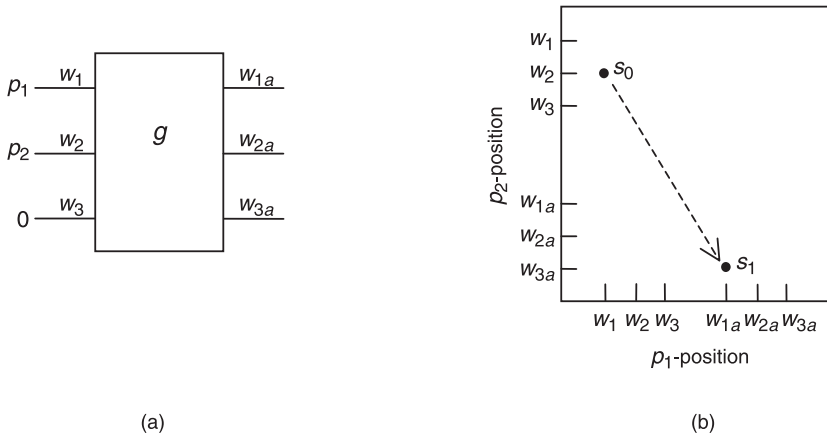 p1 w1 w1a
g
p2 w2 w2a
0 w3 w3a
(a)
p2-position
w1
w2 s0
w3
w1a
w2a
w3a s1
w1 w2 w3 w1a w2a w3a
p1-position
(b)